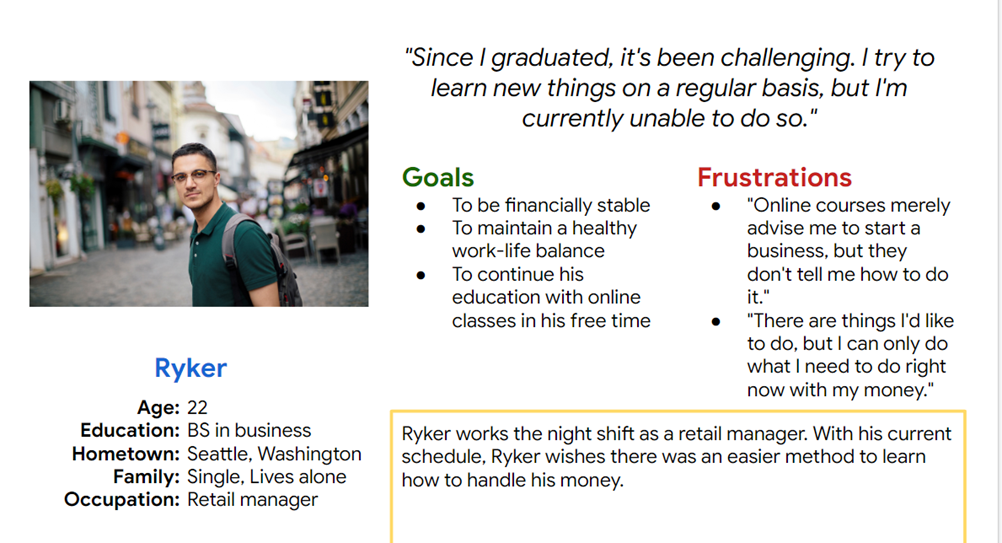 "Since I graduated, it's been challenging. I try to
learn new things on a regular basis, but I'm
currently unable to do so."
Goals
● To be financially stable
● To maintain a healthy
work-life balance
● To continue his
education with online
classes in his free time
Frustrations
● "Online courses merely
advise me to start a
business, but they
don't tell me how to do
it."
● "There are things I'd like
to do, but I can only do
what I need to do right
now with my money."
Ryker
Age: 22
Education: BS in business
Hometown: Seattle, Washington
Family: Single, Lives alone
Occupation: Retail manager
Ryker works the night shift as a retail manager. With his current
schedule, Ryker wishes there was an easier method to learn
how to handle his money.